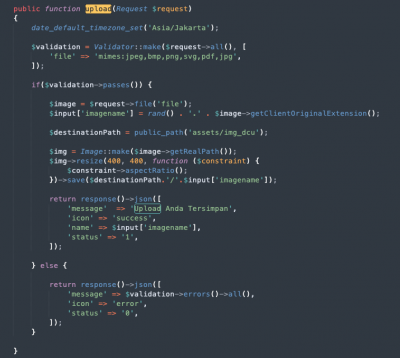 public function upload(Request $request)
{
date_default_timezone_set('Asia/Jakarta');
$validation = Validator::make($request->all(), [
'file' => 'mimes:jpeg,bmp,png,svg,pdf,jpg',
]);
if($validation->passes()) {
$image = $request->file('file');
$input['imagename'] = rand() . '.' . $image->getClientOriginalExtension();
$destinationPath = public_path('assets/img_dcu');
$img = Image::make($image->getRealPath());
$img->resize(400, 400, function ($constraint) {
$constraint->aspectRatio();
})->save($destinationPath.'/'.$input['imagename']);
return response()->json([
'message' => 'Upload Anda Tersimpan',
'icon' => 'success',
'name' => $input['imagename'],
'status' => '1',
]);
} else {
return response()->json([
'message' => $validation->errors()->all(),
'icon' => 'error',
'status' => '0',
]);
}
}